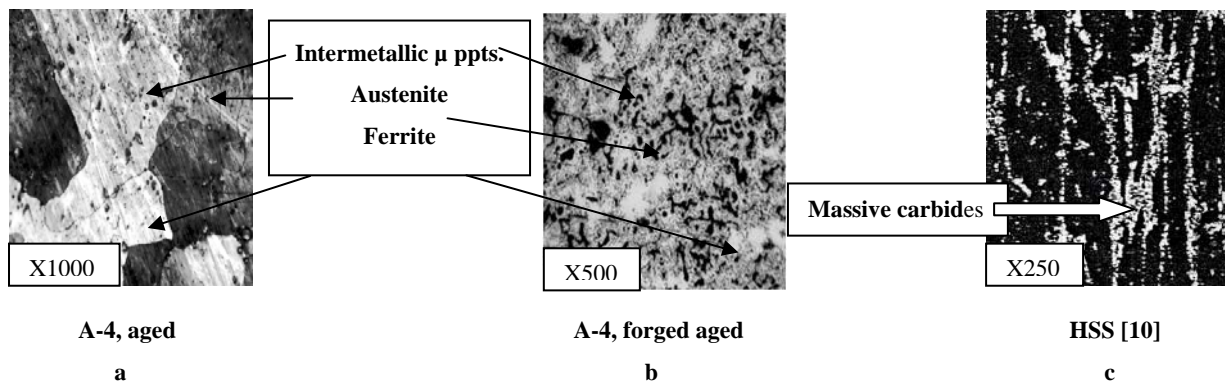 Intermetallic µ ppts.
Austenite
Ferrite
Massive carbides
X1000
X500
X250
A-4, aged
A-4, forged aged
HSS [10]
a
b
c